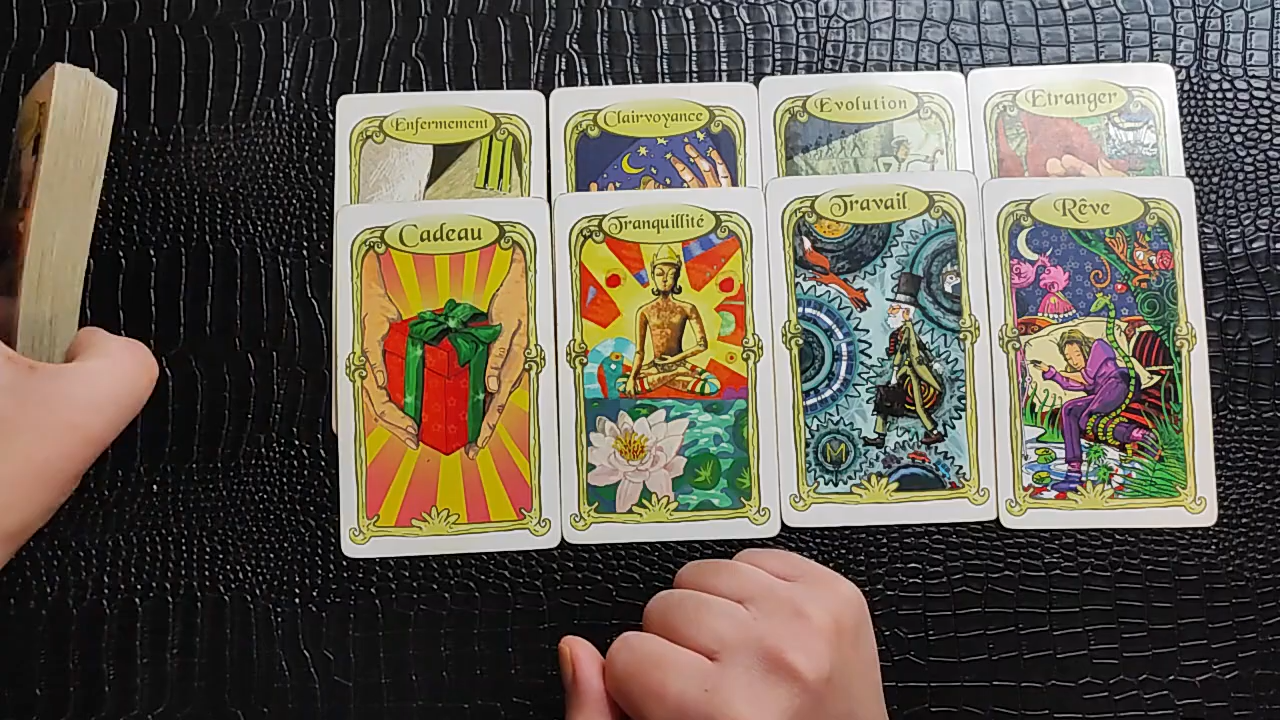 Enfermement
Clairvoyance
Evolution
Etranger
Cadeau
Tranquillité
Travail
Rêve
M